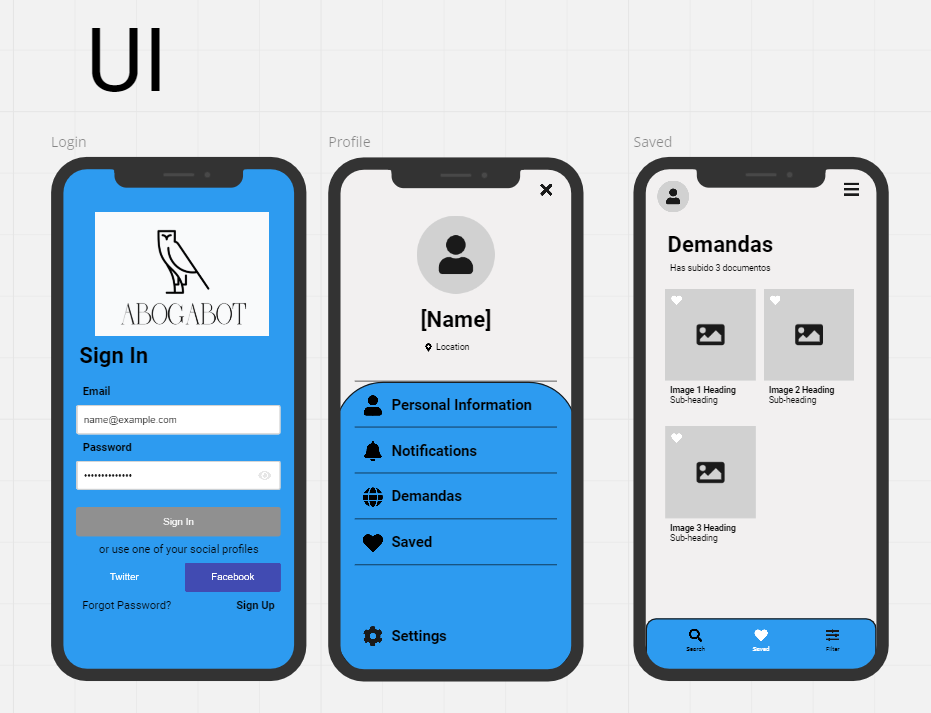 UI
Login
ABOGABOT
Sign In
Email
name@example.com
Password
••••••••••••••
Sign In
or use one of your social profiles
Twitter Facebook
Forgot Password? Sign Up
Profile
[Name]
Location
Personal Information
Notifications
Demandas
Saved
Settings
Saved
Demandas
Has subido 3 documentos
Image 1 Heading
Sub-heading
Image 2 Heading
Sub-heading
Image 3 Heading
Sub-heading
Search Saved Filter